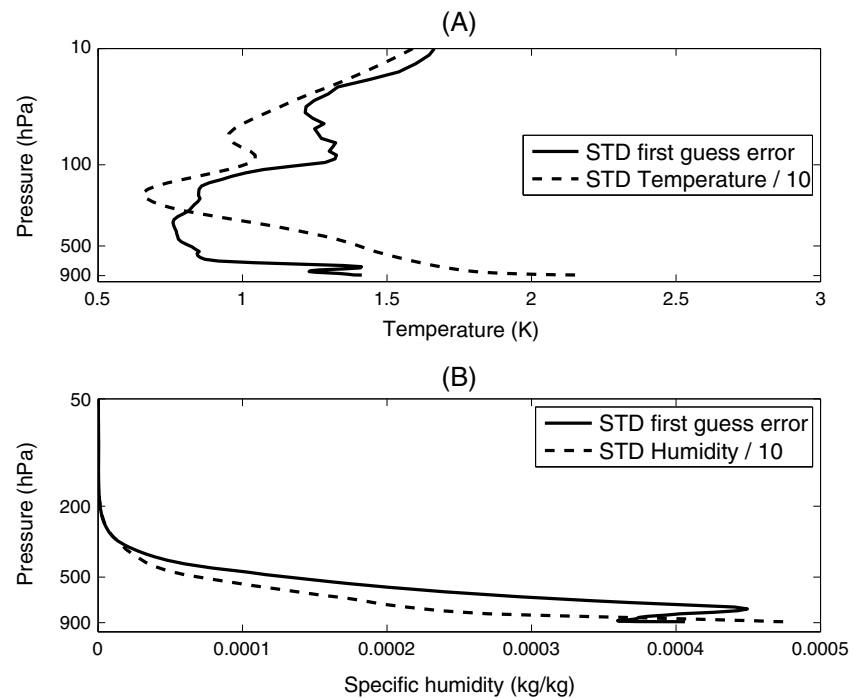 (A)
10
100
500
900
Pressure (hPa)
STD first guess error
STD Temperature / 10
0.5 1 1.5 2 2.5 3
Temperature (K)
(B)
50
200
500
900
Pressure (hPa)
STD first guess error
STD Humidity / 10
0 0.0001 0.0002 0.0003 0.0004 0.0005
Specific humidity (kg/kg)